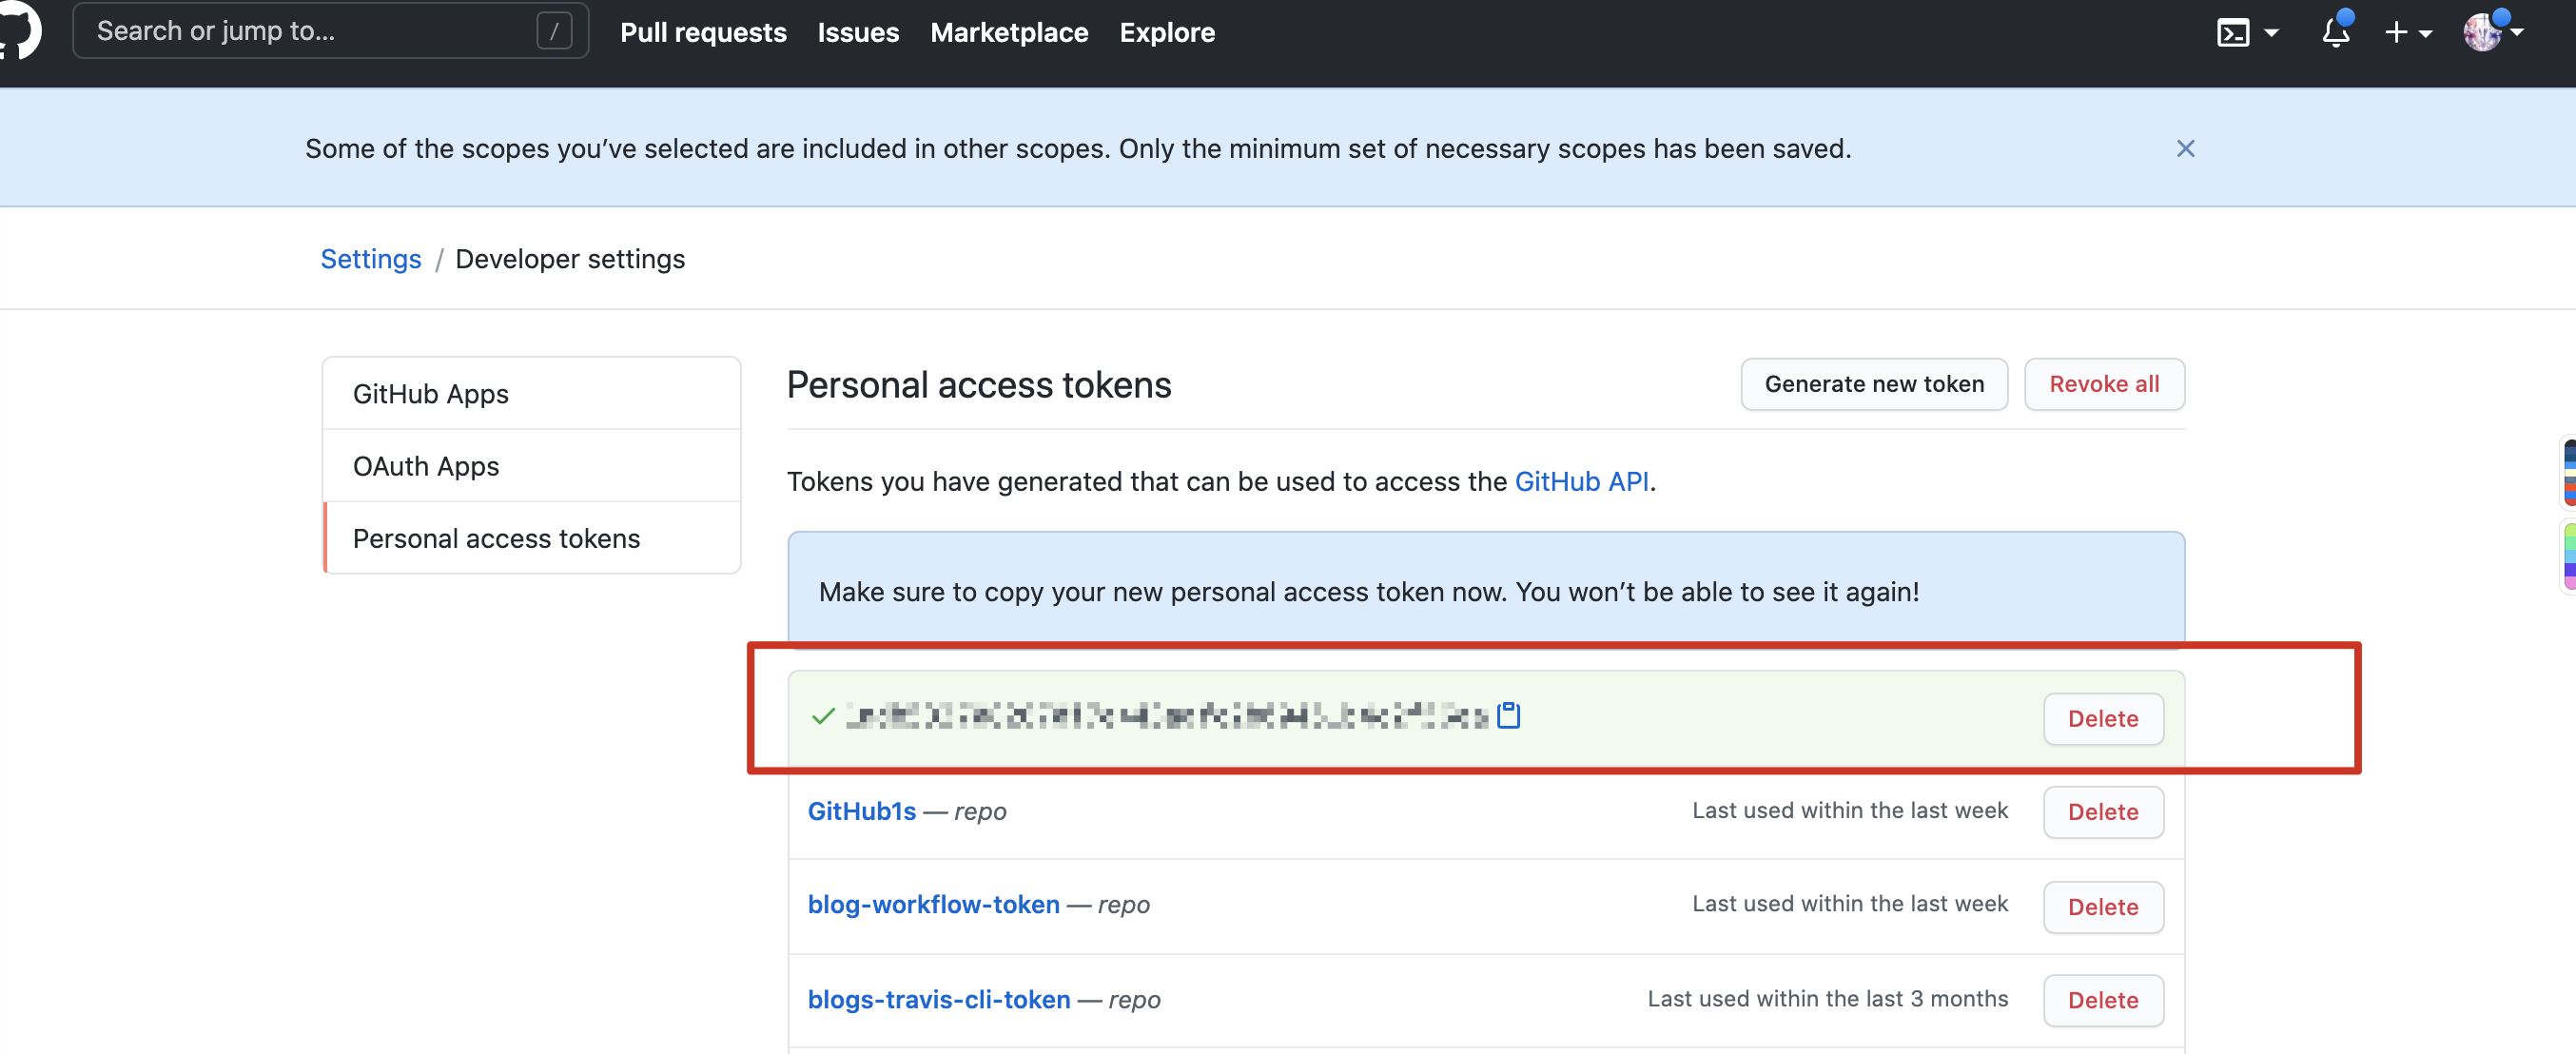 Search or jump to... /
Pull requests Issues Marketplace Explore
Some of the scopes you’ve selected are included in other scopes. Only the minimum set of necessary scopes has been saved.
Settings / Developer settings
GitHub Apps
OAuth Apps
Personal access tokens
Personal access tokens
Generate new token
Revoke all
Tokens you have generated that can be used to access the GitHub API.
Make sure to copy your new personal access token now. You won’t be able to see it again!
Delete
GitHub1s — repo Last used within the last week Delete
blog-workflow-token — repo Last used within the last week Delete
blogs-travis-cli-token — repo Last used within the last 3 months Delete